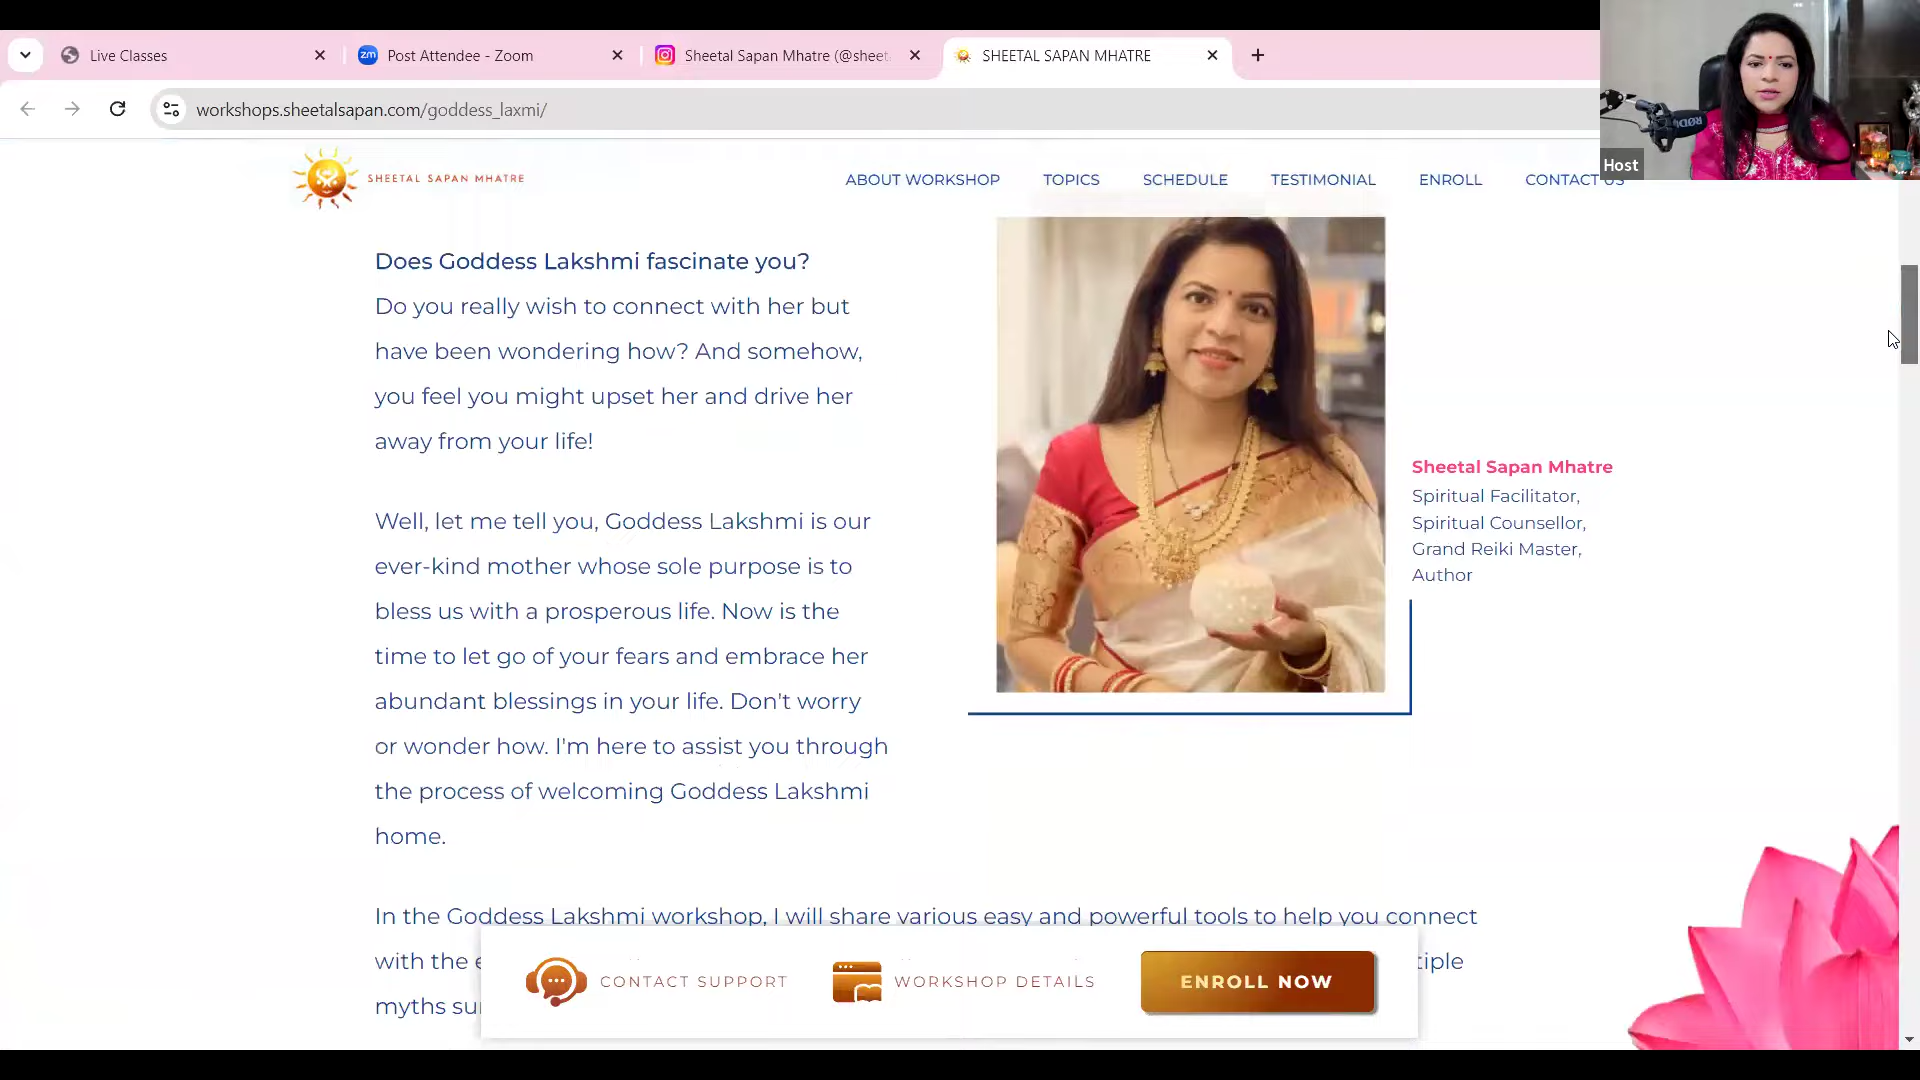 Live Classes
zm
Post Attendee - Zoom
Sheetal Sapan Mhatre (@sheet
SHEETAL SAPAN MHATRE
workshops.sheetalsapan.com/goddess_laxmi/
RØDE
Host
SHEETAL SAPAN MHATRE
ABOUT WORKSHOP
TOPICS
SCHEDULE
TESTIMONIAL
ENROLL
CONTACT US
Does Goddess Lakshmi fascinate you?
Do you really wish to connect with her but
have been wondering how? And somehow,
you feel you might upset her and drive her
away from your life!
Well, let me tell you, Goddess Lakshmi is our
ever-kind mother whose sole purpose is to
bless us with a prosperous life. Now is the
time to let go of your fears and embrace her
abundant blessings in your life. Don't worry
or wonder how. I'm here to assist you through
the process of welcoming Goddess Lakshmi
home.
Sheetal Sapan Mhatre
Spiritual Facilitator,
Spiritual Counsellor,
Grand Reiki Master,
Author
In the Goddess Lakshmi workshop, I will share various easy and powerful tools to help you connect
with the
myths
CONTACT SUPPORT
WORKSHOP DETAILS
ENROLL NOW